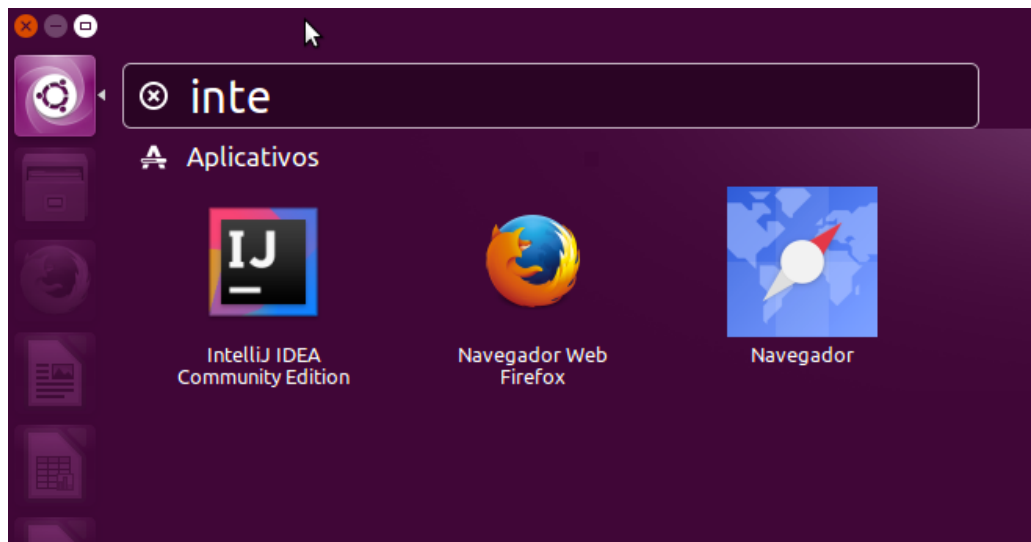 inte
Aplicativos
IJ
IntelliJ IDEA
Community Edition
Navegador Web
Firefox
Navegador